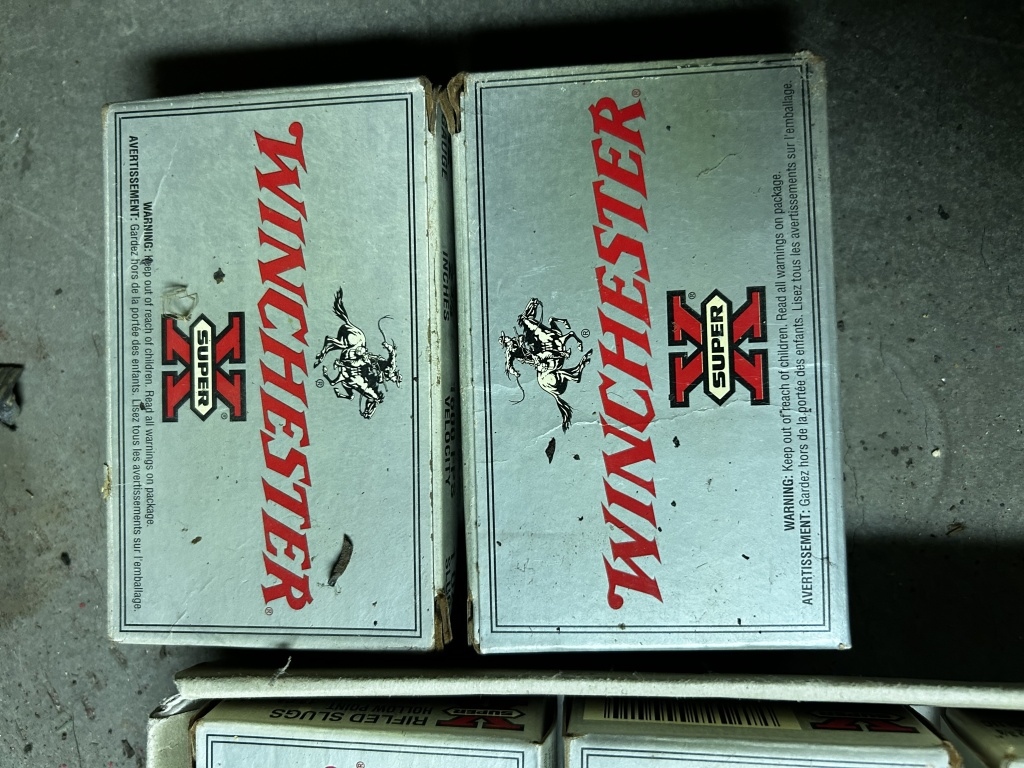 WINCHESTER
®
SUPER X®
WARNING: Keep out of reach of children. Read all warnings on package.
AVERTISSEMENT: Gardez hors de la portée des enfants. Lisez tous les avertissements sur l'emballage.
INCHES
VELOCITY
®
WINCHESTER®
SUPER X®
WARNING: Keep out of reach of children. Read all warnings on package.
AVERTISSEMENT: Gardez hors de la portée des enfants. Lisez tous les avertissements sur l'emballage.
RIFLED SLUGS
HOLLOW POINT
SUPER X